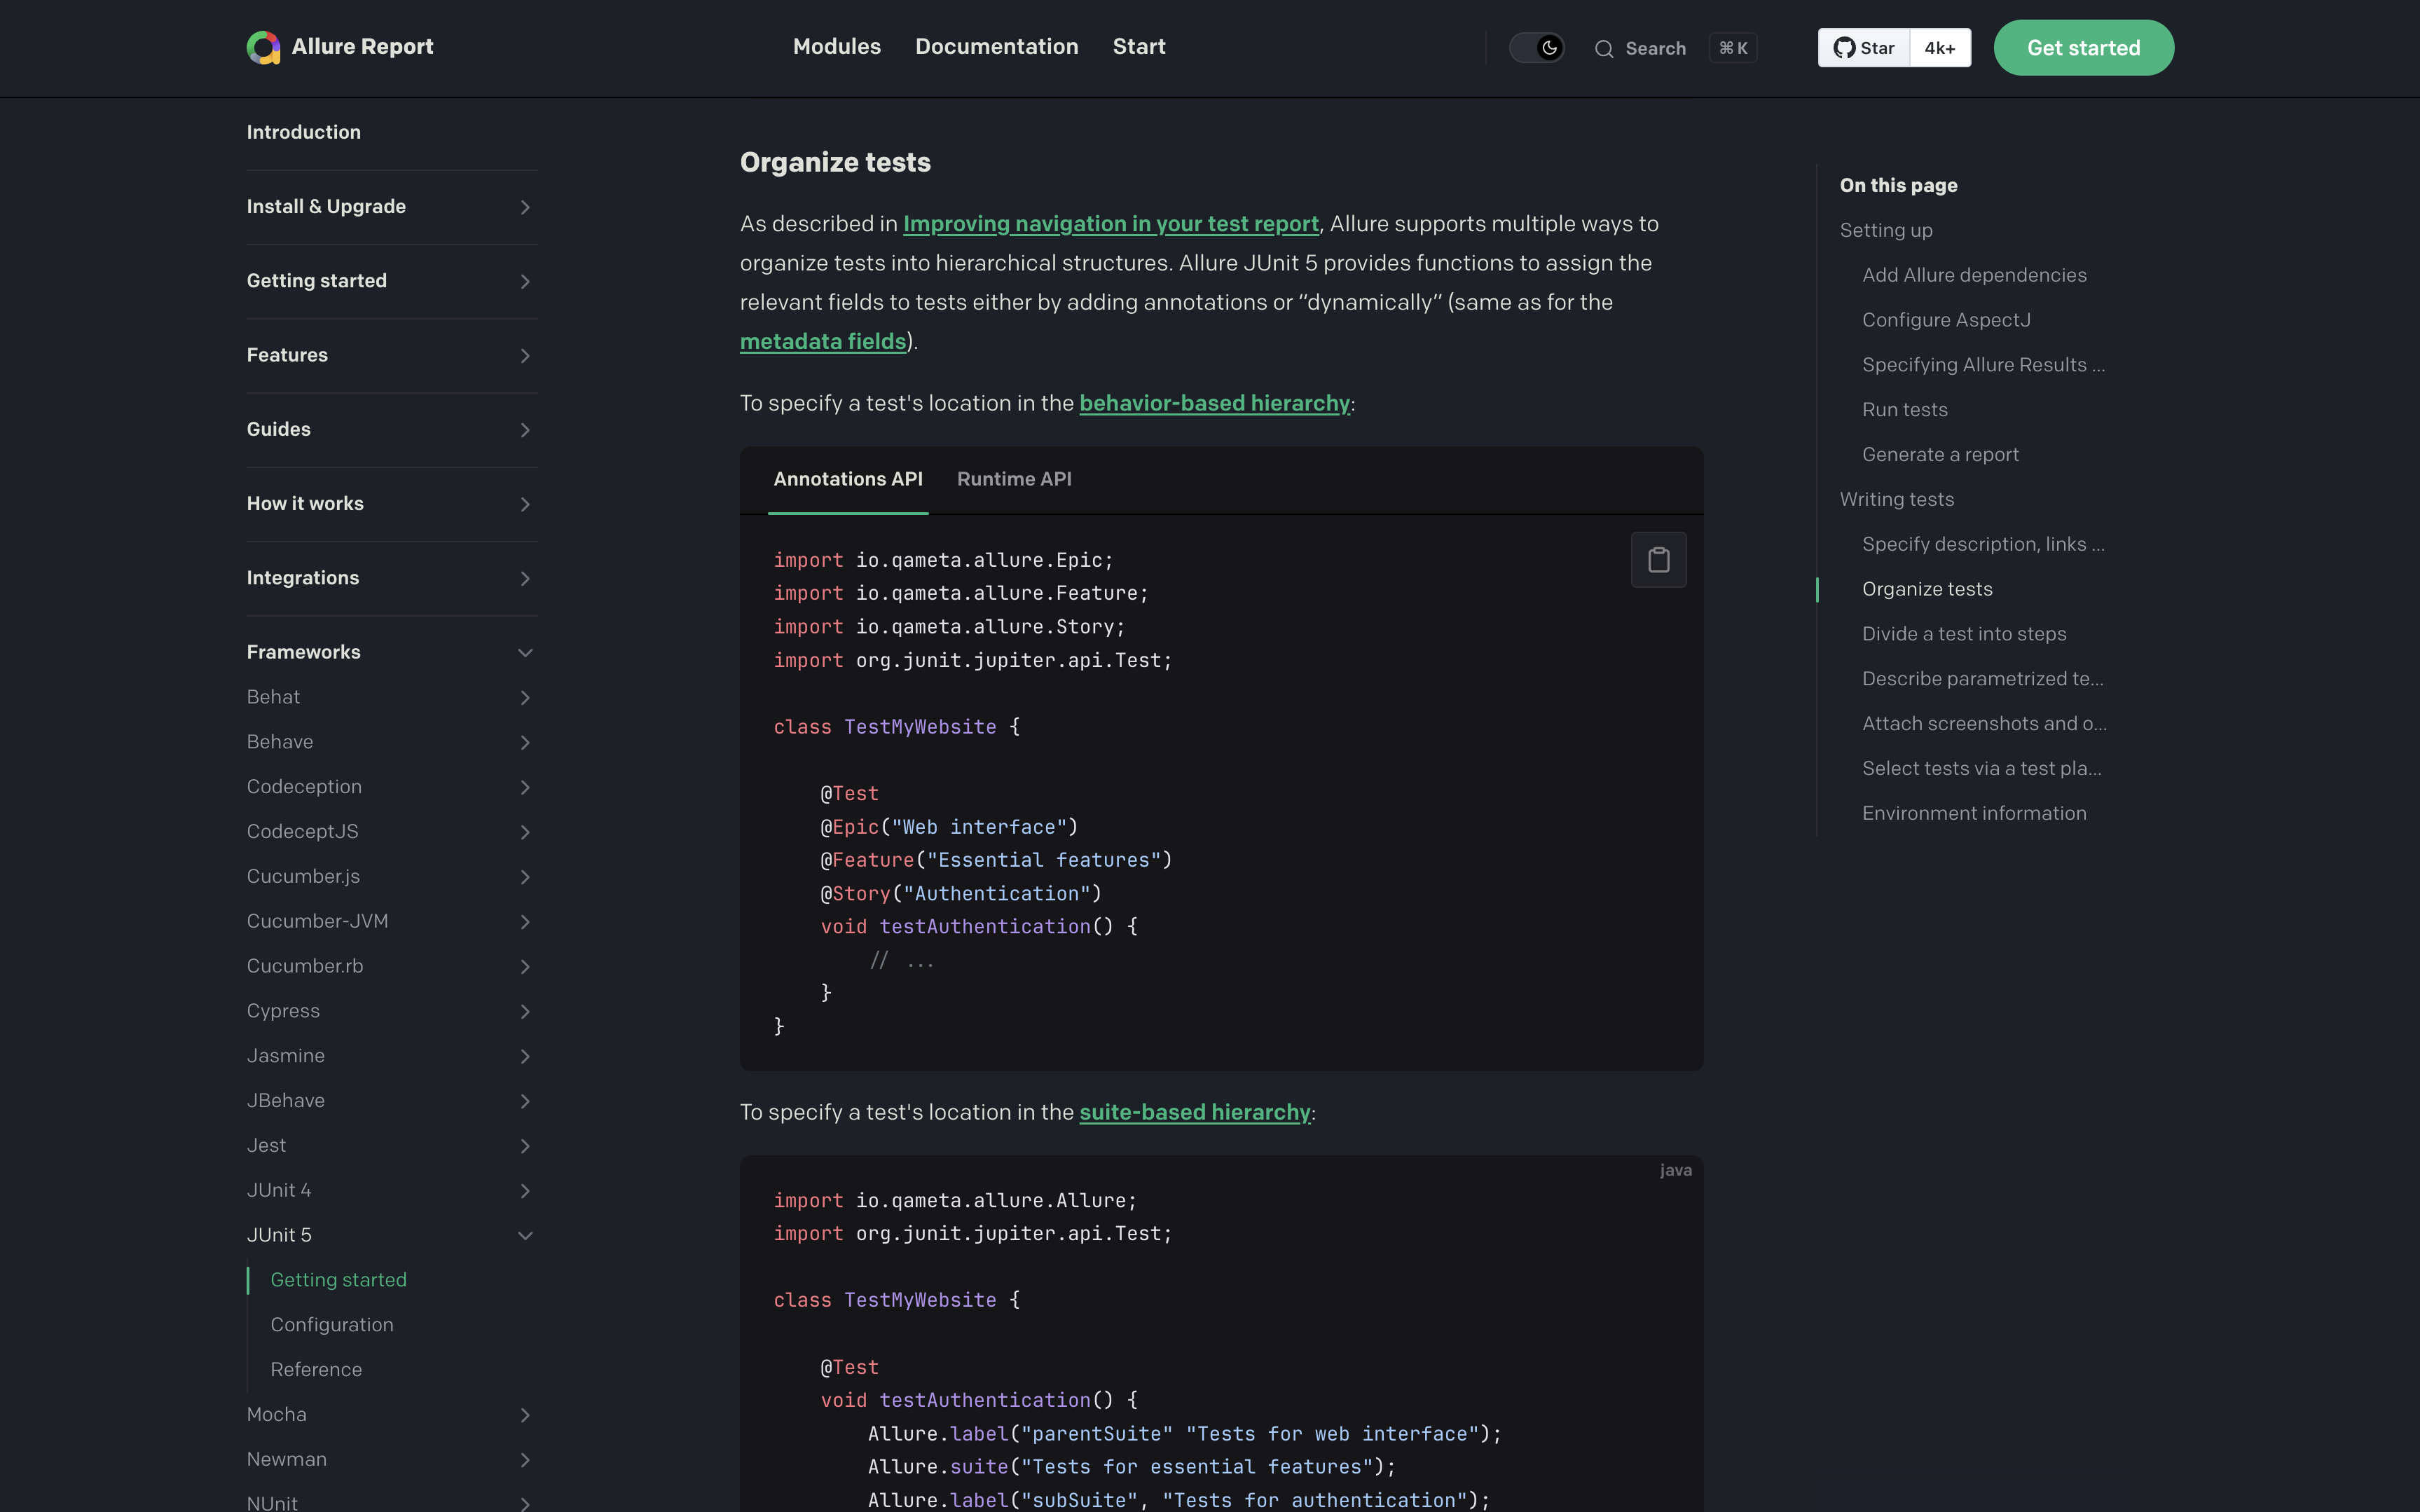 Allure Report
Modules
Documentation
Start
Search
⌘ K
Star
4k+
Get started
Introduction
Install & Upgrade
Getting started
Features
Guides
How it works
Integrations
Frameworks
Behat
Behave
Codeception
CodeceptJS
Cucumber.js
Cucumber-JVM
Cucumber.rb
Cypress
Jasmine
JBehave
Jest
JUnit 4
JUnit 5
Getting started
Configuration
Reference
Mocha
Newman
NUnit
Organize tests
As described in Improving navigation in your test report, Allure supports multiple ways to
organize tests into hierarchical structures. Allure JUnit 5 provides functions to assign the
relevant fields to tests either by adding annotations or “dynamically” (same as for the
metadata fields).
To specify a test's location in the behavior-based hierarchy:
Annotations API
Runtime API
import io.qameta.allure.Epic;
import io.qameta.allure.Feature;
import io.qameta.allure.Story;
import org.junit.jupiter.api.Test;
class TestMyWebsite {
@Test
@Epic("Web interface")
@Feature("Essential features")
@Story("Authentication")
void testAuthentication() {
// ...
}
}
To specify a test's location in the suite-based hierarchy:
java
import io.qameta.allure.Allure;
import org.junit.jupiter.api.Test;
class TestMyWebsite {
@Test
void testAuthentication() {
Allure.label("parentSuite" "Tests for web interface");
Allure.suite("Tests for essential features");
Allure.label("subSuite", "Tests for authentication");
On this page
Setting up
Add Allure dependencies
Configure AspectJ
Specifying Allure Results ...
Run tests
Generate a report
Writing tests
Specify description, links ...
Organize tests
Divide a test into steps
Describe parametrized te...
Attach screenshots and o...
Select tests via a test pla...
Environment information